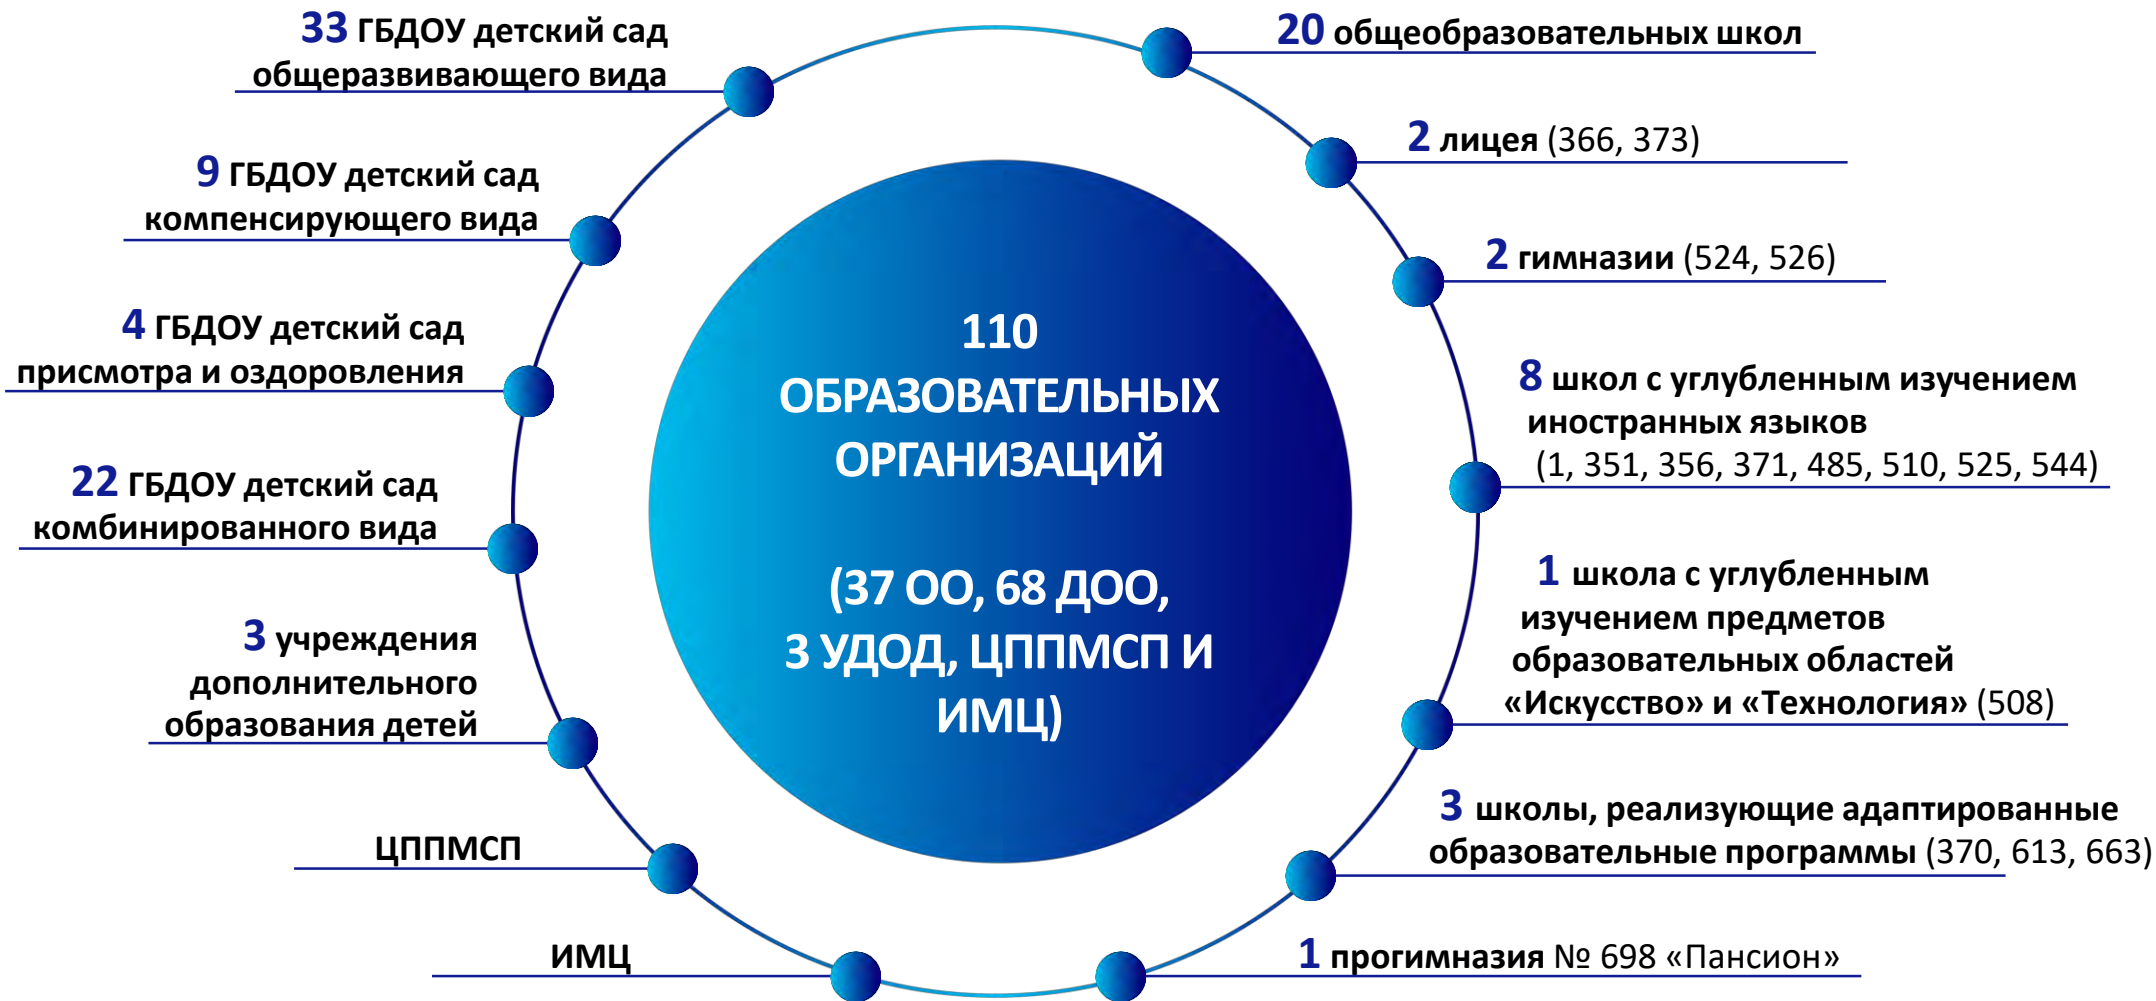 33 ГБДОУ детский сад
общеразвивающего вида
9 ГБДОУ детский сад
компенсирующего вида
4 ГБДОУ детский сад
присмотра и оздоровления
22 ГБДОУ детский сад
комбинированного вида
3 учреждения
дополнительного
образования детей
ЦППМСП
ИМЦ
110
ОБРАЗОВАТЕЛЬНЫХ
ОРГАНИЗАЦИЙ
(37 ОО, 68 ДОО,
3 УДОД, ЦППМСП И
ИМЦ)
20 общеобразовательных школ
2 лицея (366, 373)
2 гимназии (524, 526)
8 школ с углубленным изучением
иностранных языков
(1, 351, 356, 371, 485, 510, 525, 544)
1 школа с углубленным
изучением предметов
образовательных областей
«Искусство» и «Технология» (508)
3 школы, реализующие адаптированные
образовательные программы (370, 613, 663)
1 прогимназия № 698 «Пансион»